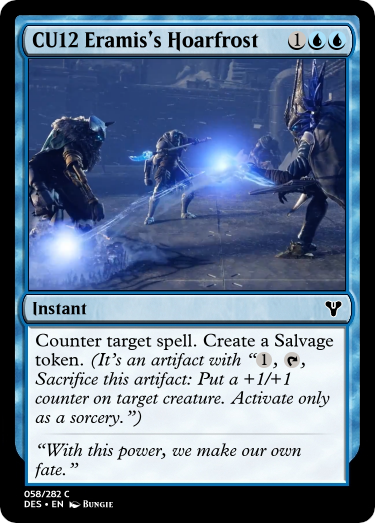 CU12 Eramis's Hoarfrost 1
Instant
Counter target spell. Create a Salvage
token. (It's an artifact with "1, ,
Sacrifice this artifact: Put a +1/+1
counter on target creature. Activate only
as a sorcery.")
"With this power, we make our own
fate."
058/282 C
DES • EN Bungie